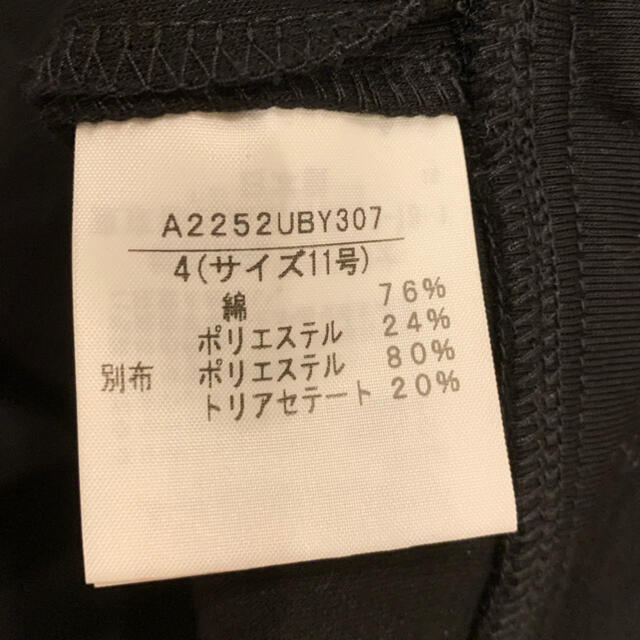 A2252UBY307
4(サイズ11号)
綿 76%
ポリエステル 24%
別布 ポリエステル 80%
トリアセテート 20%